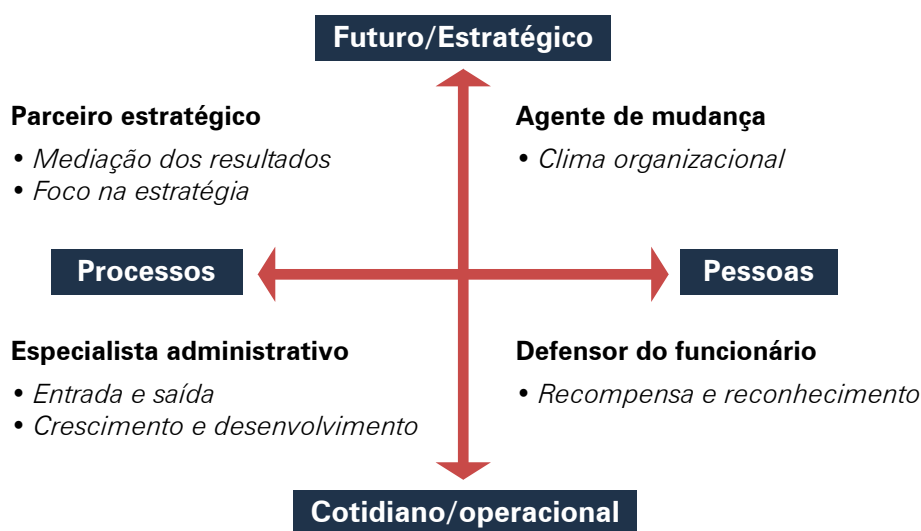 Futuro/Estratégico
Parceiro estratégico
• Mediação dos resultados
• Foco na estratégia
Agente de mudança
• Clima organizacional
Processos
Pessoas
Especialista administrativo
• Entrada e saída
• Crescimento e desenvolvimento
Defensor do funcionário
• Recompensa e reconhecimento
Cotidiano/operacional